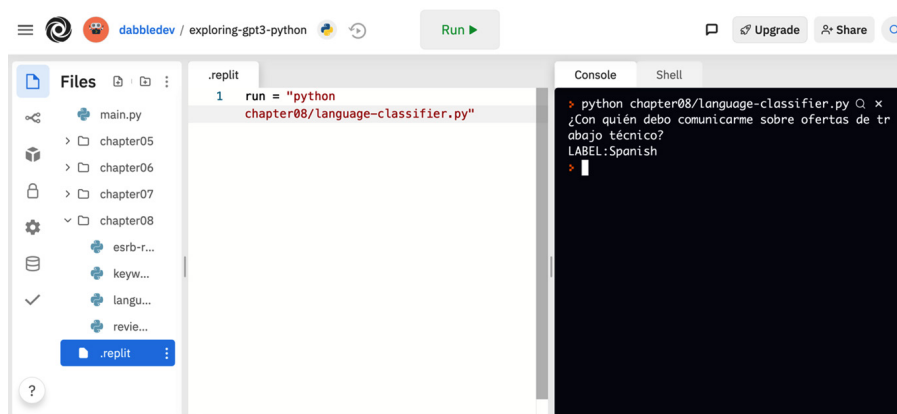 dabbledev / exploring-gpt3-python
Run
Upgrade
Share
Files
main.py
chapter05
chapter06
chapter07
chapter08
esrb-r...
keyw...
langu...
revie...
.replit
?
.replit
1 run = "python
chapter08/language-classifier.py"
Console Shell
> python chapter08/language-classifier.py
¿Con quién debo comunicarme sobre ofertas de tr
abajo técnico?
LABEL:Spanish
>